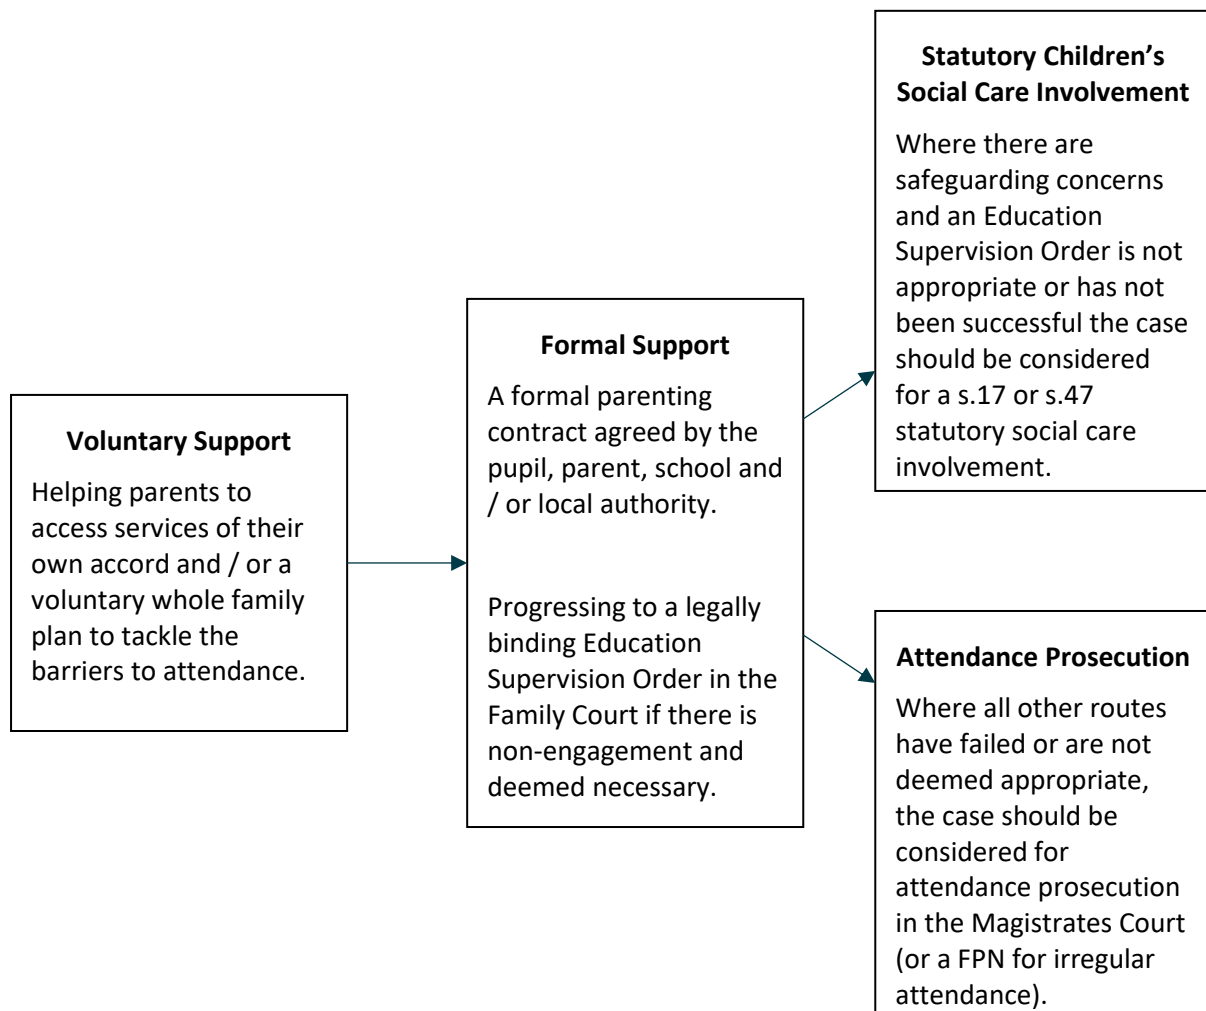 Voluntary Support
Helping parents to
access services of their
own accord and / or a
voluntary whole family
plan to tackle the
barriers to attendance.
Formal Support
A formal parenting
contract agreed by the
pupil, parent, school and
/ or local authority.
Progressing to a legally
binding Education
Supervision Order in the
Family Court if there is
non-engagement and
deemed necessary.
Statutory Children’s
Social Care Involvement
Where there are
safeguarding concerns
and an Education
Supervision Order is not
appropriate or has not
been successful the case
should be considered
for a s.17 or s.47
statutory social care
involvement.
Attendance Prosecution
Where all other routes
have failed or are not
deemed appropriate,
the case should be
considered for
attendance prosecution
in the Magistrates Court
(or a FPN for irregular
attendance).